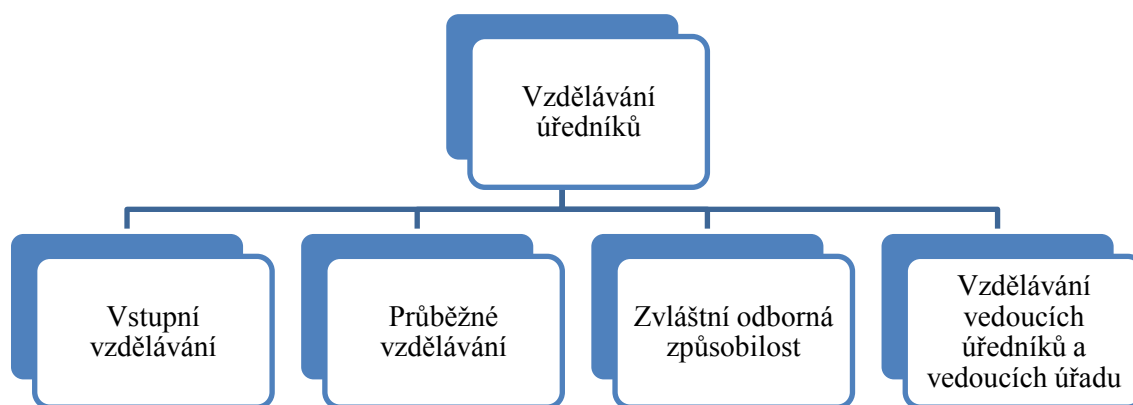 Vzdělávání
úředníků
Vstupní
vzdělávání
Průběžné
vzdělávání
Zvláštní odborná
způsobilost
Vzdělávání
vedoucích
úředníků a
vedoucích úřadu